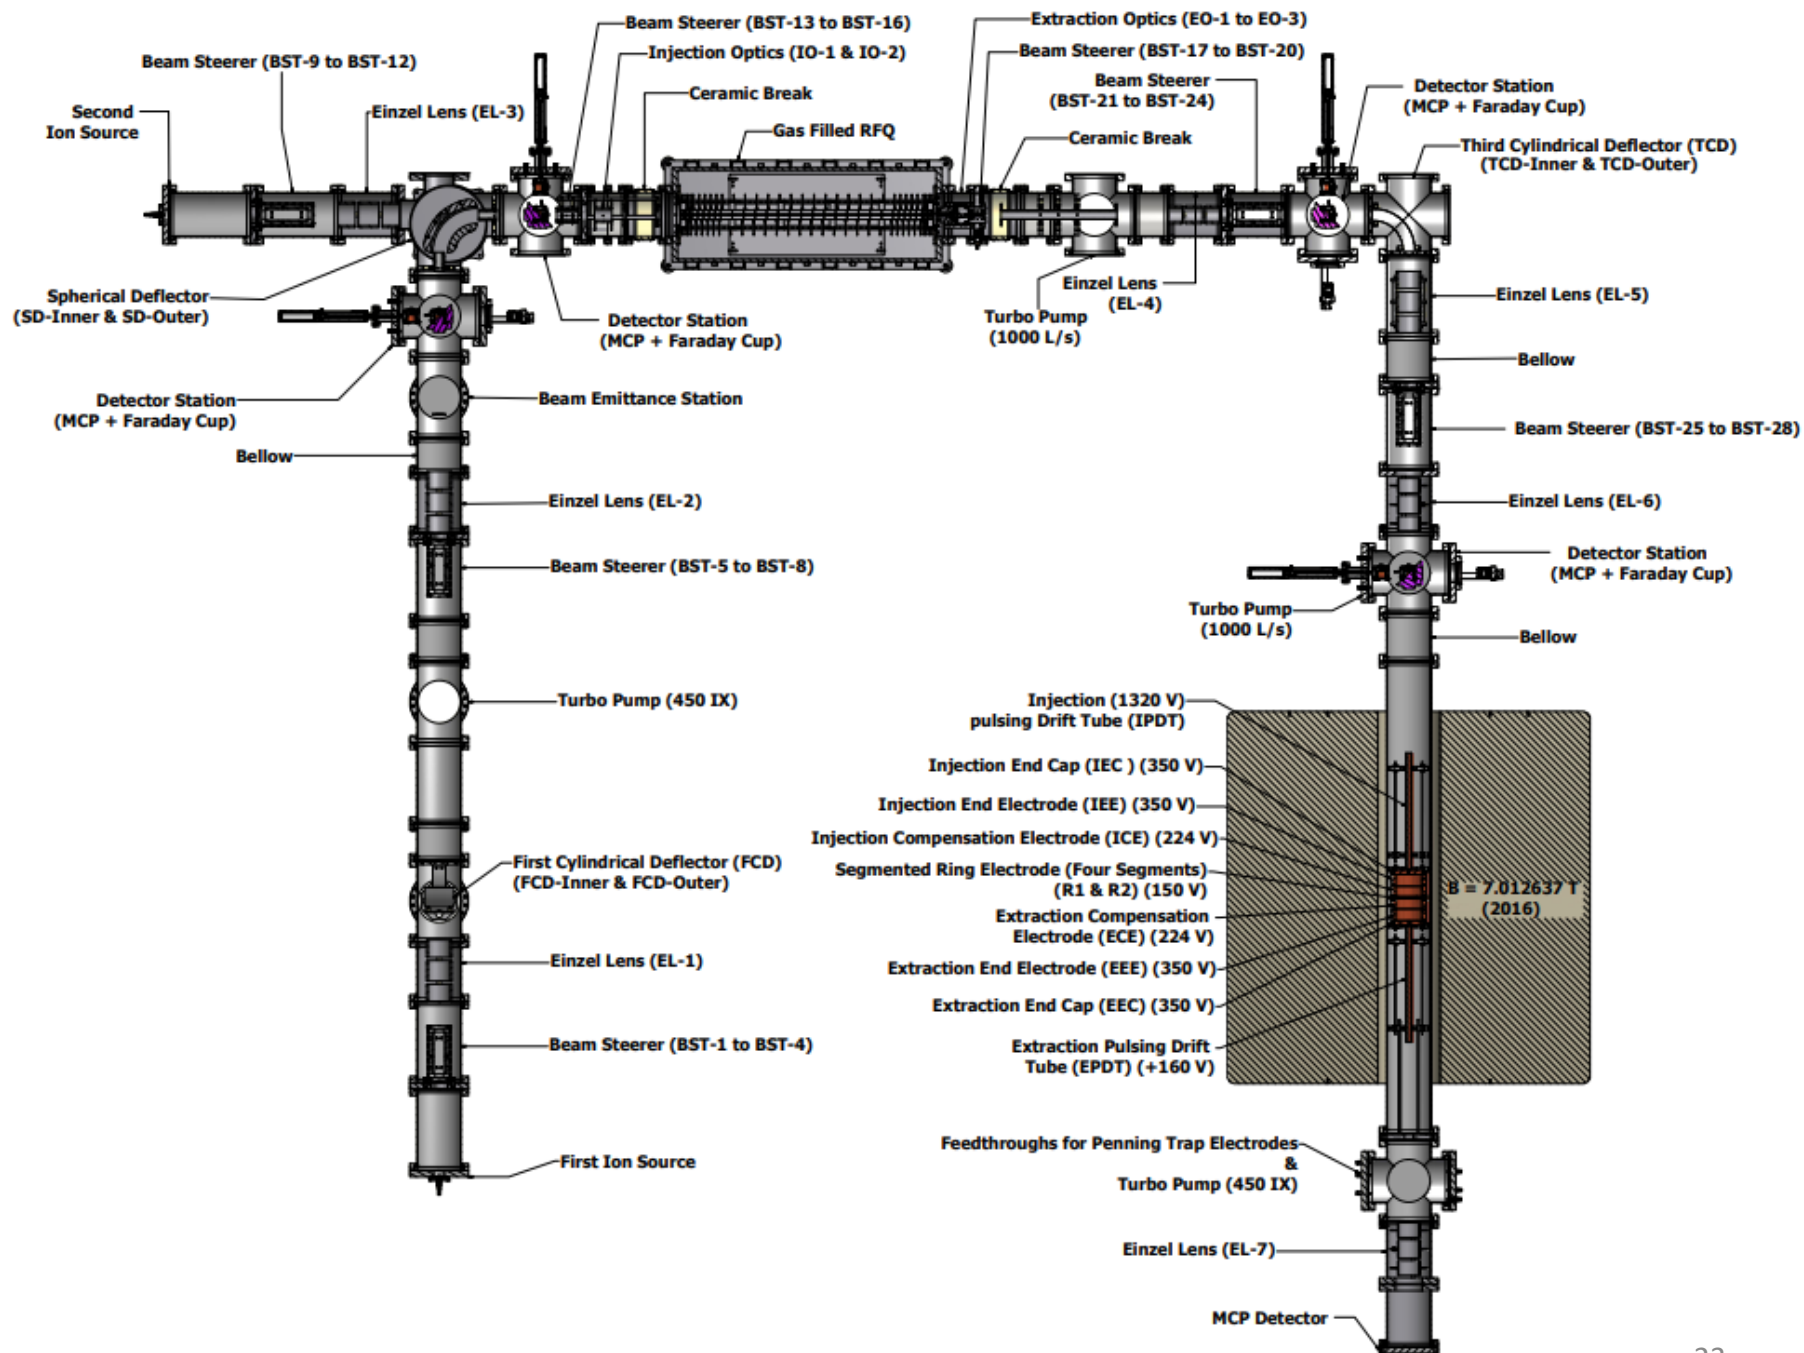 Beam Steerer (BST-13 to BST-16)
Injection Optics (IO-1 & IO-2)
Beam Steerer (BST-9 to BST-12)
Ceramic Break
Second
Ion Source
Einzel Lens (EL-3)
Gas Filled RFQ
Extraction Optics (EO-1 to EO-3)
Beam Steerer (BST-17 to BST-20)
Beam Steerer
(BST-21 to BST-24)
Ceramic Break
Detector Station
(MCP + Faraday Cup)
Third Cylindrical Deflector (TCD)
(TCD-Inner & TCD-Outer)
Spherical Deflector
(SD-Inner & SD-Outer)
Detector Station
(MCP + Faraday Cup)
Turbo Pump
(1000 L/s)
Einzel Lens
(EL-4)
Einzel Lens (EL-5)
Bellow
Detector Station
(MCP + Faraday Cup)
Beam Emittance Station
Beam Steerer (BST-25 to BST-28)
Bellow
Einzel Lens (EL-2)
Einzel Lens (EL-6)
Beam Steerer (BST-5 to BST-8)
Detector Station
(MCP + Faraday Cup)
Turbo Pump
(1000 L/s)
Bellow
Turbo Pump (450 IX)
Injection (1320 V)
pulsing Drift Tube (IPDT)
Injection End Cap (IEC ) (350 V)
Injection End Electrode (IEE) (350 V)
Injection Compensation Electrode (ICE) (224 V)
First Cylindrical Deflector (FCD)
(FCD-Inner & FCD-Outer)
Segmented Ring Electrode (Four Segments)
(R1 & R2) (150 V)
B = 7.012637 T
(2016)
Extraction Compensation
Electrode (ECE) (224 V)
Einzel Lens (EL-1)
Extraction End Electrode (EEE) (350 V)
Extraction End Cap (EEC) (350 V)
Beam Steerer (BST-1 to BST-4)
Extraction Pulsing Drift
Tube (EPDT) (+160 V)
First Ion Source
Feedthroughs for Penning Trap Electrodes
&
Turbo Pump (450 IX)
Einzel Lens (EL-7)
MCP Detector